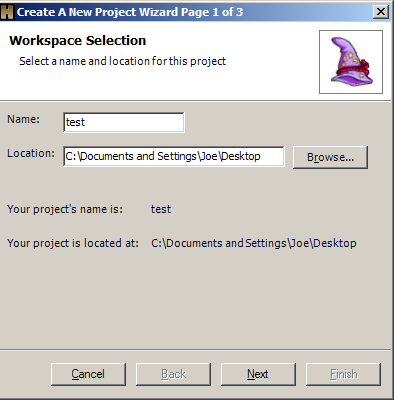 Create A New Project Wizard Page 1 of 3
Workspace Selection
Select a name and location for this project
Name: test
Location: C:\Documents and Settings\Joe\Desktop Browse...
Your project's name is: test
Your project is located at: C:\Documents and Settings\Joe\Desktop
Cancel Back Next Finish